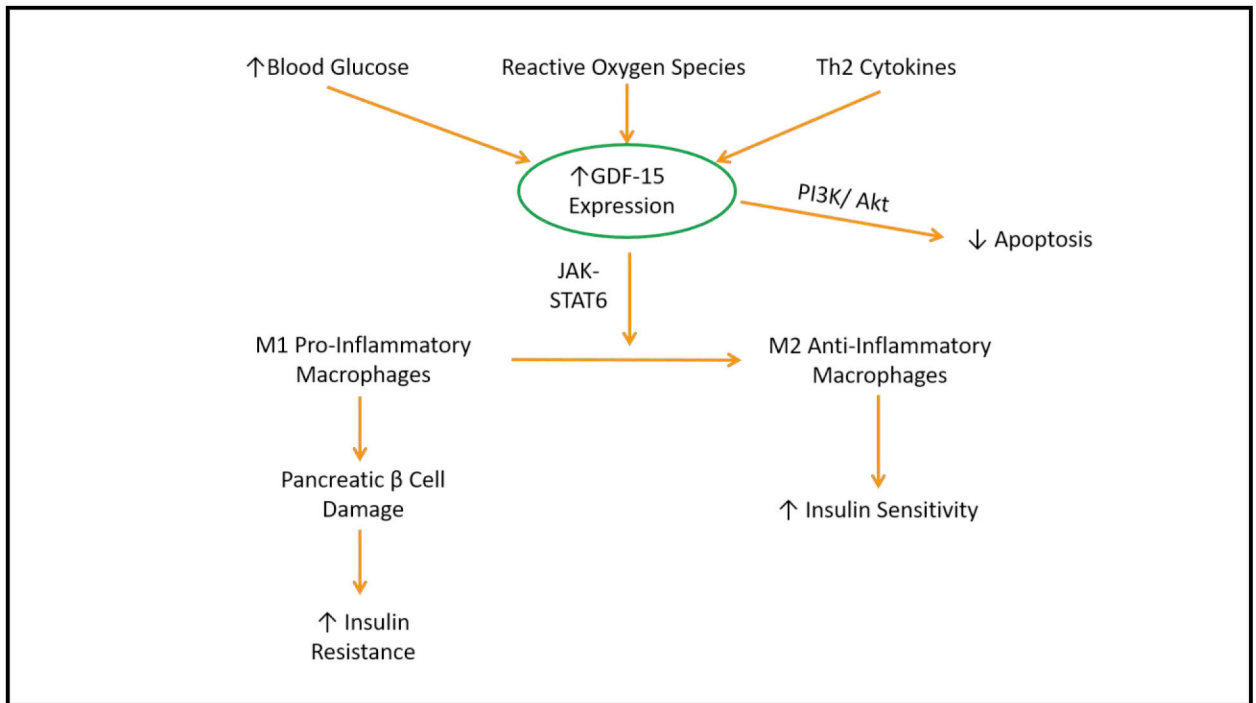 ↑Blood Glucose
Reactive Oxygen Species
Th2 Cytokines
↑GDF-15
Expression
PI3K/ Akt
↓ Apoptosis
JAK-
STAT6
M1 Pro-Inflammatory
Macrophages
M2 Anti-Inflammatory
Macrophages
Pancreatic β Cell
Damage
↑ Insulin Sensitivity
↑ Insulin
Resistance